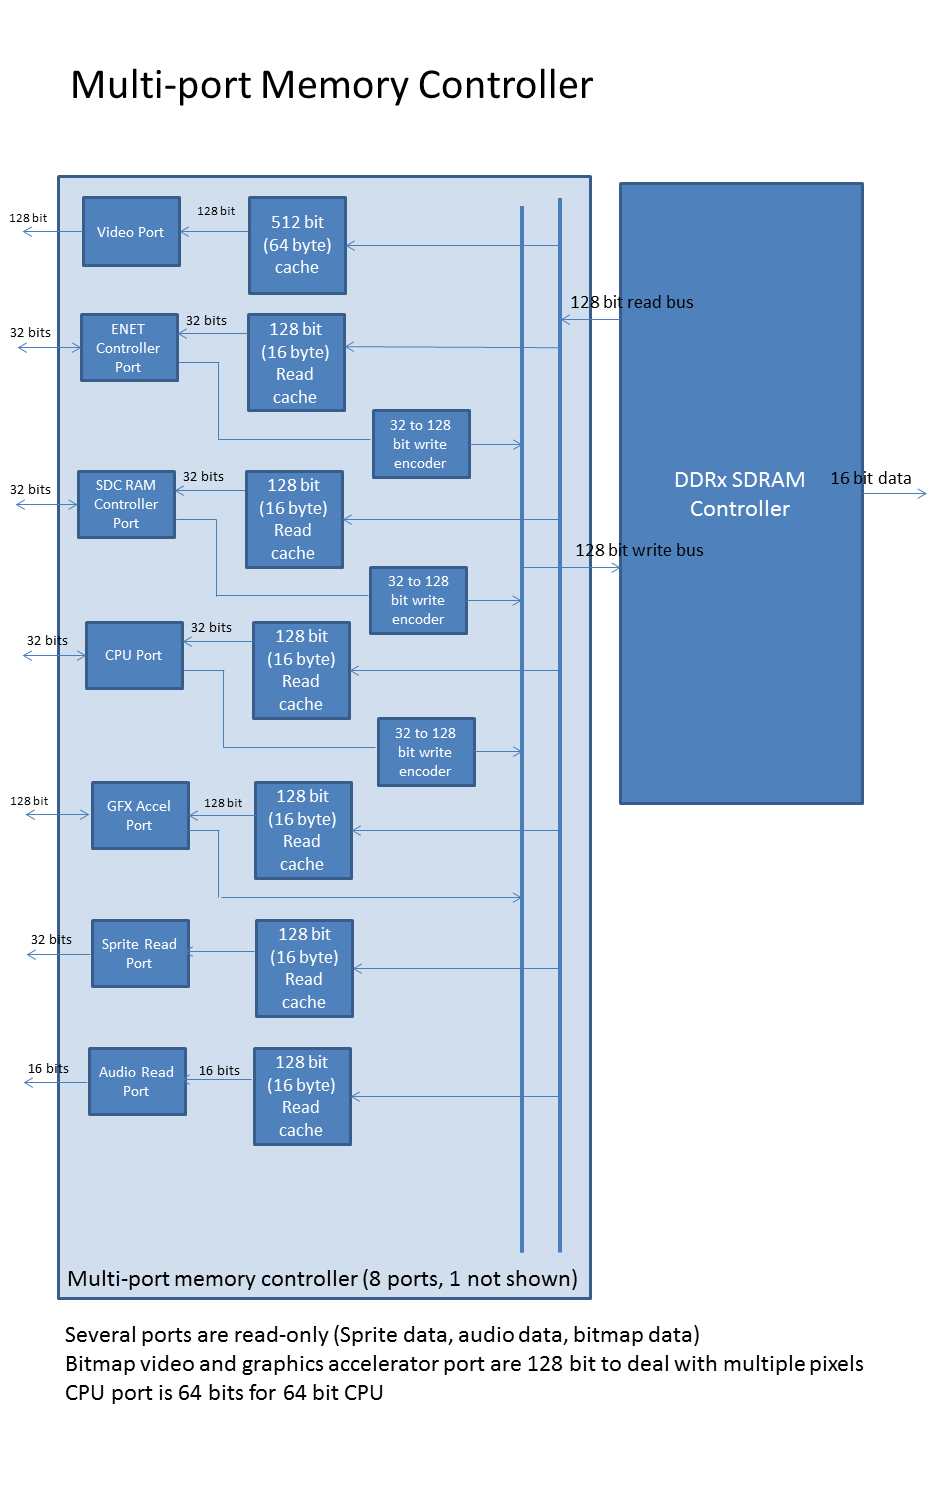 Multi-port Memory Controller
128 bit
Video Port
128 bit
512 bit
(64 byte)
cache
32 bits
ENET
Controller
Port
32 bits
128 bit
(16 byte)
Read
cache
32 to 128
bit write
encoder
32 bits
SDC RAM
Controller
Port
32 bits
128 bit
(16 byte)
Read
cache
32 to 128
bit write
encoder
32 bits
CPU Port
32 bits
128 bit
(16 byte)
Read
cache
32 to 128
bit write
encoder
128 bit
GFX Accel
Port
128 bit
128 bit
(16 byte)
Read
cache
32 bits
Sprite Read
Port
128 bit
(16 byte)
Read
cache
16 bits
Audio Read
Port
16 bits
128 bit
(16 byte)
Read
cache
128 bit read bus
128 bit write bus
DDRx SDRAM
Controller
16 bit data
Multi-port memory controller (8 ports, 1 not shown)
Several ports are read-only (Sprite data, audio data, bitmap data)
Bitmap video and graphics accelerator port are 128 bit to deal with multiple pixels
CPU port is 64 bits for 64 bit CPU